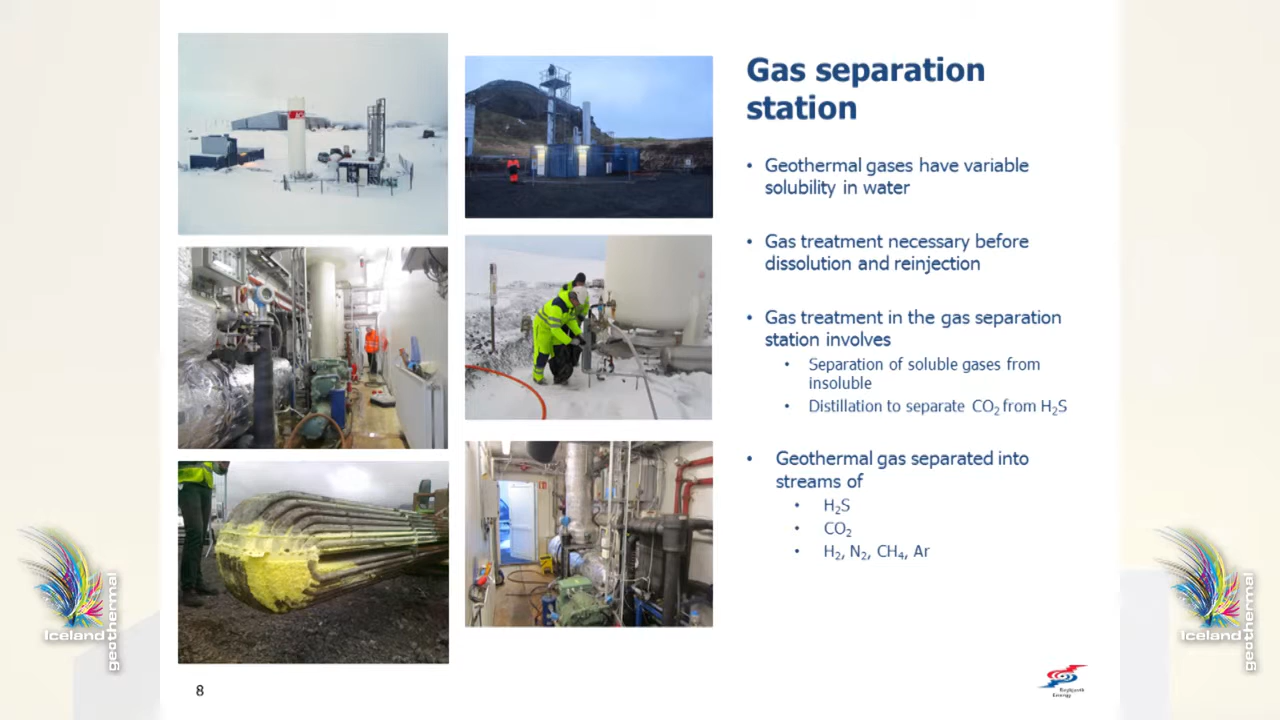 Gas separation
station
• Geothermal gases have variable
solubility in water
• Gas treatment necessary before
dissolution and reinjection
• Gas treatment in the gas separation
station involves
• Separation of soluble gases from
insoluble
• Distillation to separate CO₂ from H₂S
• Geothermal gas separated into
streams of
• H₂S
• CO₂
• H₂, N₂, CH₄, Ar
8
Reykjavík
Energy
Iceland
geothermal
Iceland
geothermal